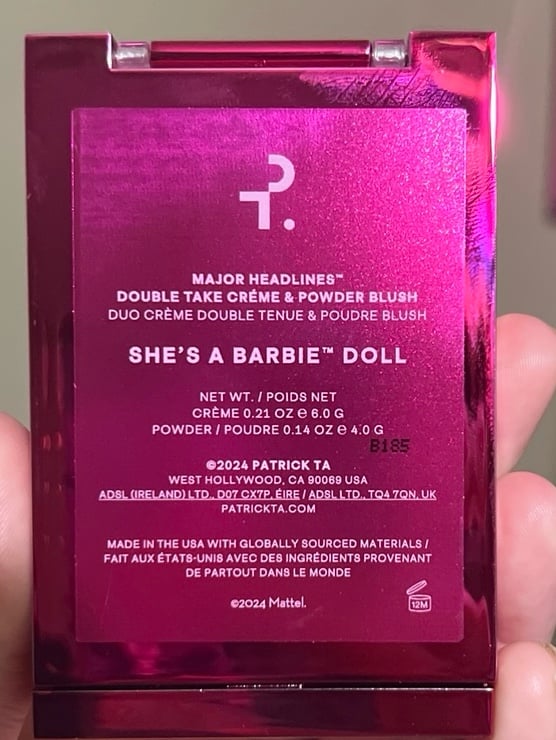 MAJOR HEADLINES™
DOUBLE TAKE CRÉME & POWDER BLUSH
DUO CRÈME DOUBLE TENUE & POUDRE BLUSH
SHE'S A BARBIE™ DOLL
NET WT. / POIDS NET
CRÈME 0.21 OZ ℮ 6.0 G
POWDER / POUDRE 0.14 OZ ℮ 4.0 G
B185
©2024 PATRICK TA
WEST HOLLYWOOD, CA 90069 USA
ADSL (IRELAND) LTD., D07 CX7P, ÉIRE / ADSL LTD., TQ4 7QN, UK
PATRICKTA.COM
MADE IN THE USA WITH GLOBALLY SOURCED MATERIALS /
FAIT AUX ÉTATS-UNIS AVEC DES INGRÉDIENTS PROVENANT
DE PARTOUT DANS LE MONDE
©2024 Mattel.
12M